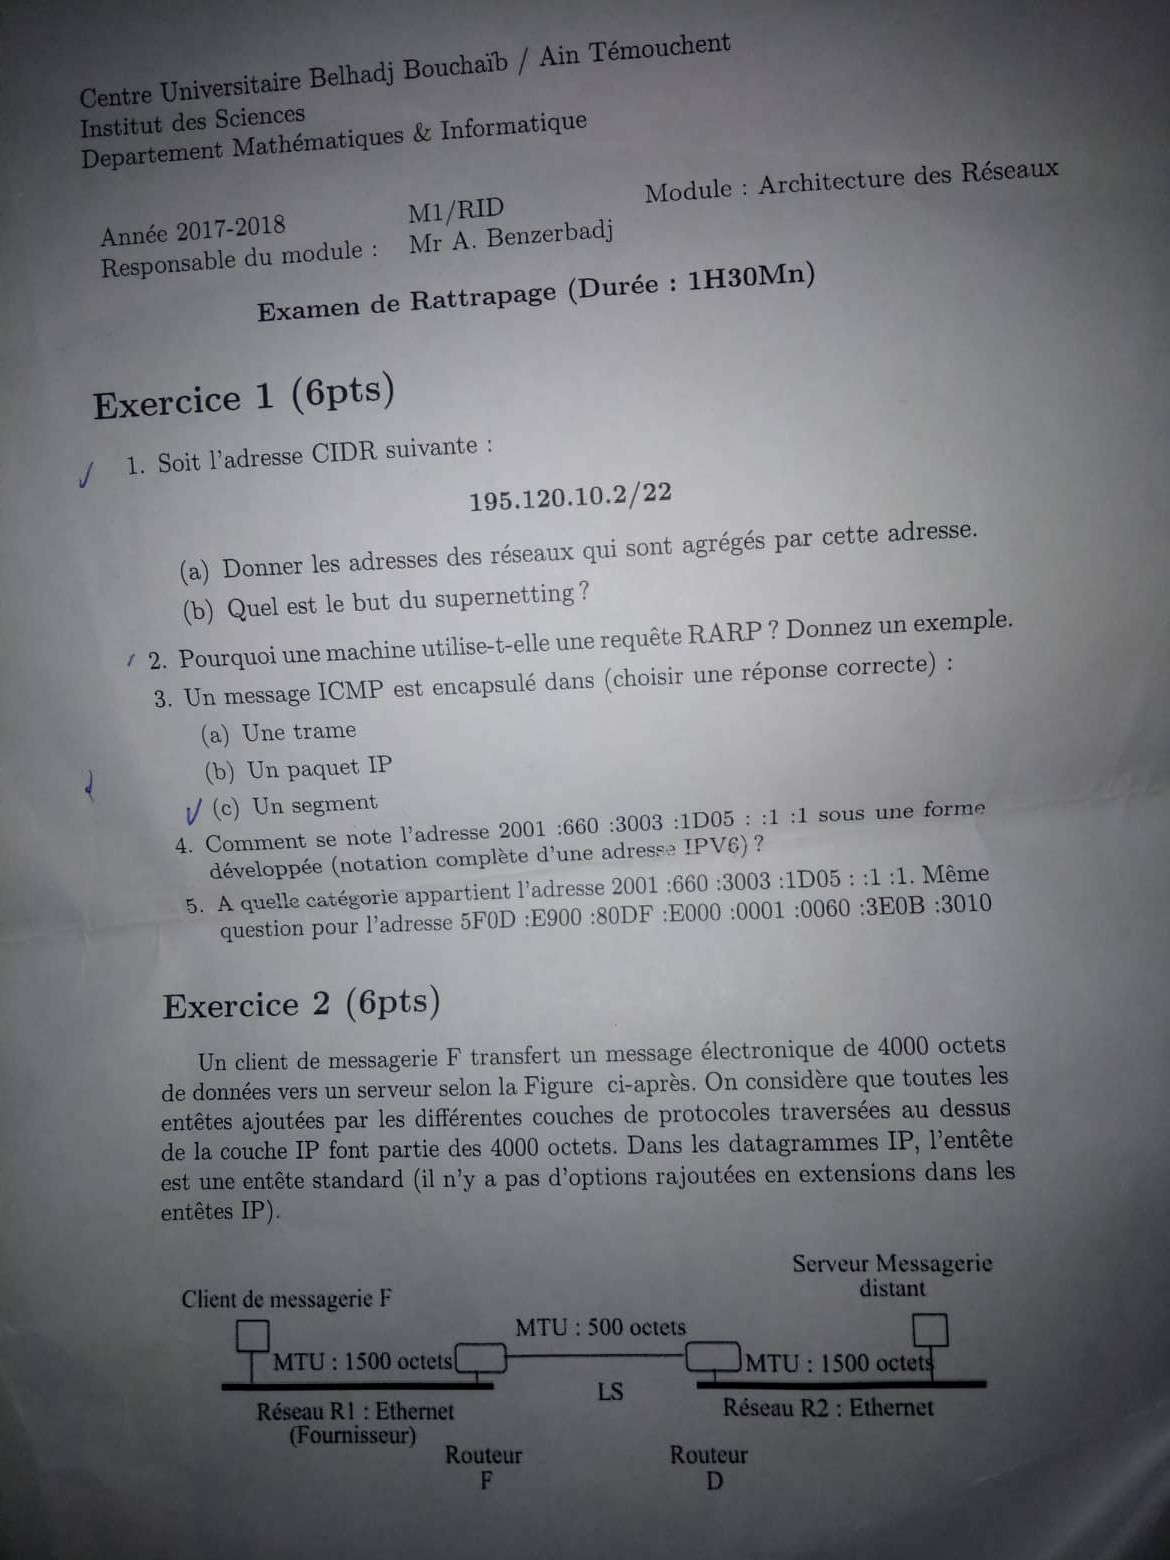 Centre Universitaire Belhadj Bouchaïb / Ain Témouchent
Institut des Sciences
Departement Mathématiques & Informatique
Année 2017-2018 M1/RID Module : Architecture des Réseaux
Responsable du module : Mr A. Benzerbadj
Examen de Rattrapage (Durée : 1H30Mn)
Exercice 1 (6pts)
1. Soit l'adresse CIDR suivante :
195.120.10.2/22
(a) Donner les adresses des réseaux qui sont agrégés par cette adresse.
(b) Quel est le but du supernetting ?
2. Pourquoi une machine utilise-t-elle une requête RARP ? Donnez un exemple.
3. Un message ICMP est encapsulé dans (choisir une réponse correcte) :
(a) Une trame
(b) Un paquet IP
(c) Un segment
4. Comment se note l'adresse 2001 :660 :3003 :1D05 : :1 :1 sous une forme
développée (notation complète d'une adresse IPV6) ?
5. A quelle catégorie appartient l'adresse 2001 :660 :3003 :1D05 : :1 :1. Même
question pour l'adresse 5F0D :E900 :80DF :E000 :0001 :0060 :3E0B :3010
Exercice 2 (6pts)
Un client de messagerie F transfert un message électronique de 4000 octets
de données vers un serveur selon la Figure ci-après. On considère que toutes les
entêtes ajoutées par les différentes couches de protocoles traversées au dessus
de la couche IP font partie des 4000 octets. Dans les datagrammes IP, l'entête
est une entête standard (il n'y a pas d'options rajoutées en extensions dans les
entêtes IP).
Serveur Messagerie
distant
Client de messagerie F
MTU : 500 octets
MTU : 1500 octets
MTU : 1500 octets
LS
Réseau R1 : Ethernet
(Fournisseur)
Réseau R2 : Ethernet
Routeur
F
Routeur
D